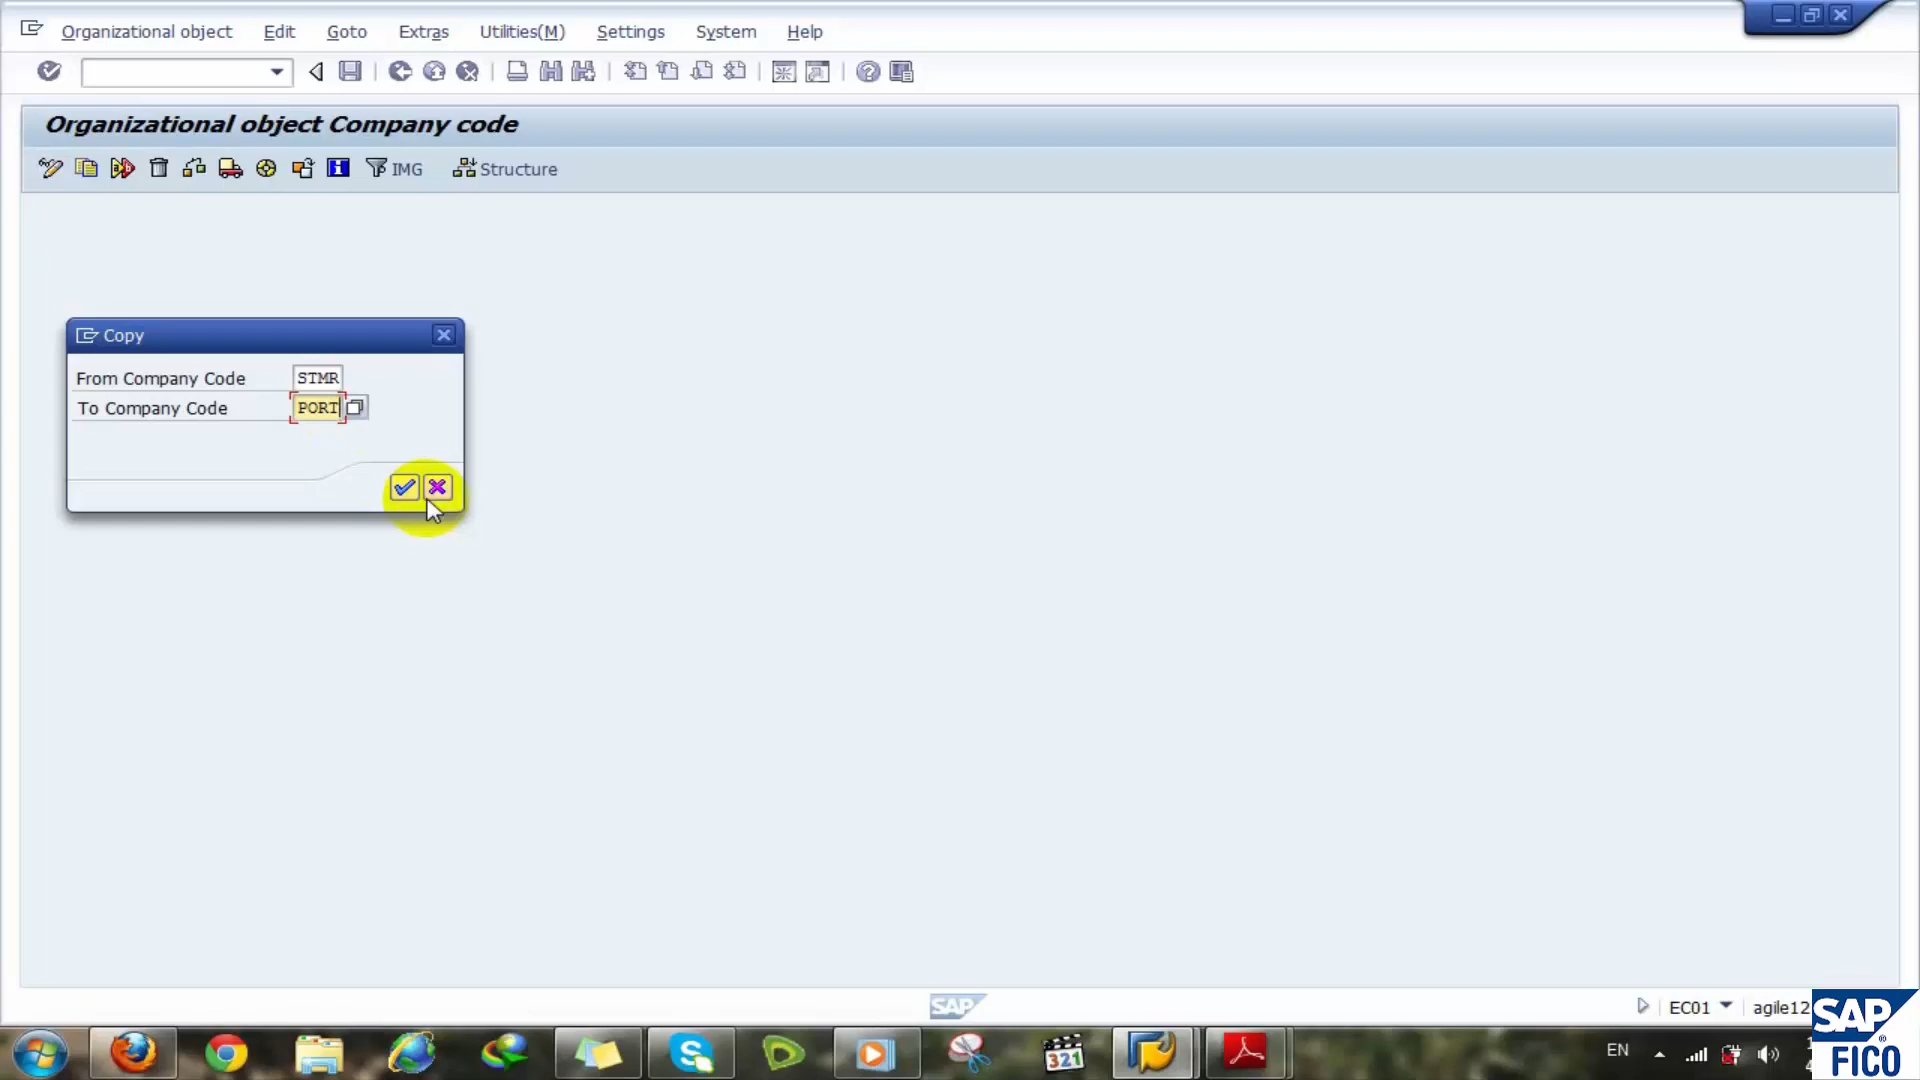 Organizational object Edit Goto Extras Utilities(M) Settings System Help
Organizational object Company code
IMG Structure
Copy
From Company Code STMR
To Company Code PORT
SAP
EC01 agile12
SAP
FICO
321
EN